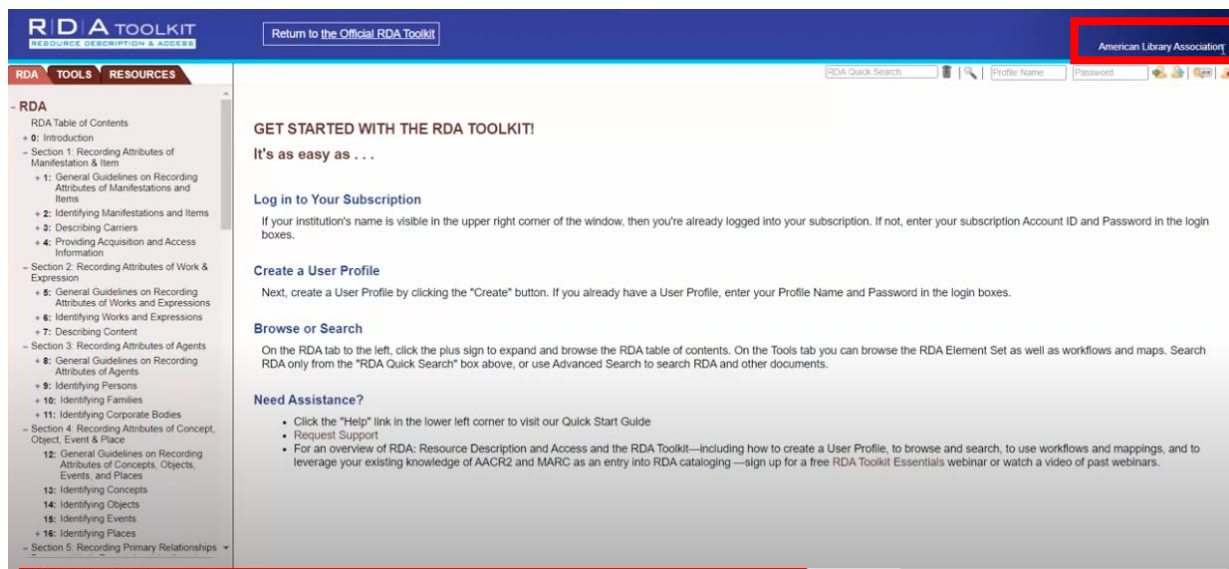 R|D|A TOOLKIT
RESOURCE DESCRIPTION & ACCESS
Return to the Official RDA Toolkit
American Library Association
RDA TOOLS RESOURCES
RDA Quick Search
Profile Name
Password
- RDA
RDA Table of Contents
+ 0: Introduction
- Section 1: Recording Attributes of
Manifestation & Item
+ 1: General Guidelines on Recording
Attributes of Manifestations and
Items
+ 2: Identifying Manifestations and Items
+ 3: Describing Carriers
+ 4: Providing Acquisition and Access
Information
- Section 2: Recording Attributes of Work &
Expression
+ 5: General Guidelines on Recording
Attributes of Works and Expressions
+ 6: Identifying Works and Expressions
+ 7: Describing Content
- Section 3: Recording Attributes of Agents
+ 8: General Guidelines on Recording
Attributes of Agents
+ 9: Identifying Persons
+ 10: Identifying Families
+ 11: Identifying Corporate Bodies
- Section 4: Recording Attributes of Concept,
Object, Event & Place
12: General Guidelines on Recording
Attributes of Concepts, Objects,
Events, and Places
13: Identifying Concepts
14: Identifying Objects
15: Identifying Events
+ 16: Identifying Places
- Section 5: Recording Primary Relationships
GET STARTED WITH THE RDA TOOLKIT!
It's as easy as . . .
Log in to Your Subscription
If your institution's name is visible in the upper right corner of the window, then you're already logged into your subscription. If not, enter your subscription Account ID and Password in the login
boxes.
Create a User Profile
Next, create a User Profile by clicking the "Create" button. If you already have a User Profile, enter your Profile Name and Password in the login boxes.
Browse or Search
On the RDA tab to the left, click the plus sign to expand and browse the RDA table of contents. On the Tools tab you can browse the RDA Element Set as well as workflows and maps. Search
RDA only from the "RDA Quick Search" box above, or use Advanced Search to search RDA and other documents.
Need Assistance?
• Click the "Help" link in the lower left corner to visit our Quick Start Guide
• Request Support
• For an overview of RDA: Resource Description and Access and the RDA Toolkit—including how to create a User Profile, to browse and search, to use workflows and mappings, and to
leverage your existing knowledge of AACR2 and MARC as an entry into RDA cataloging —sign up for a free RDA Toolkit Essentials webinar or watch a video of past webinars.